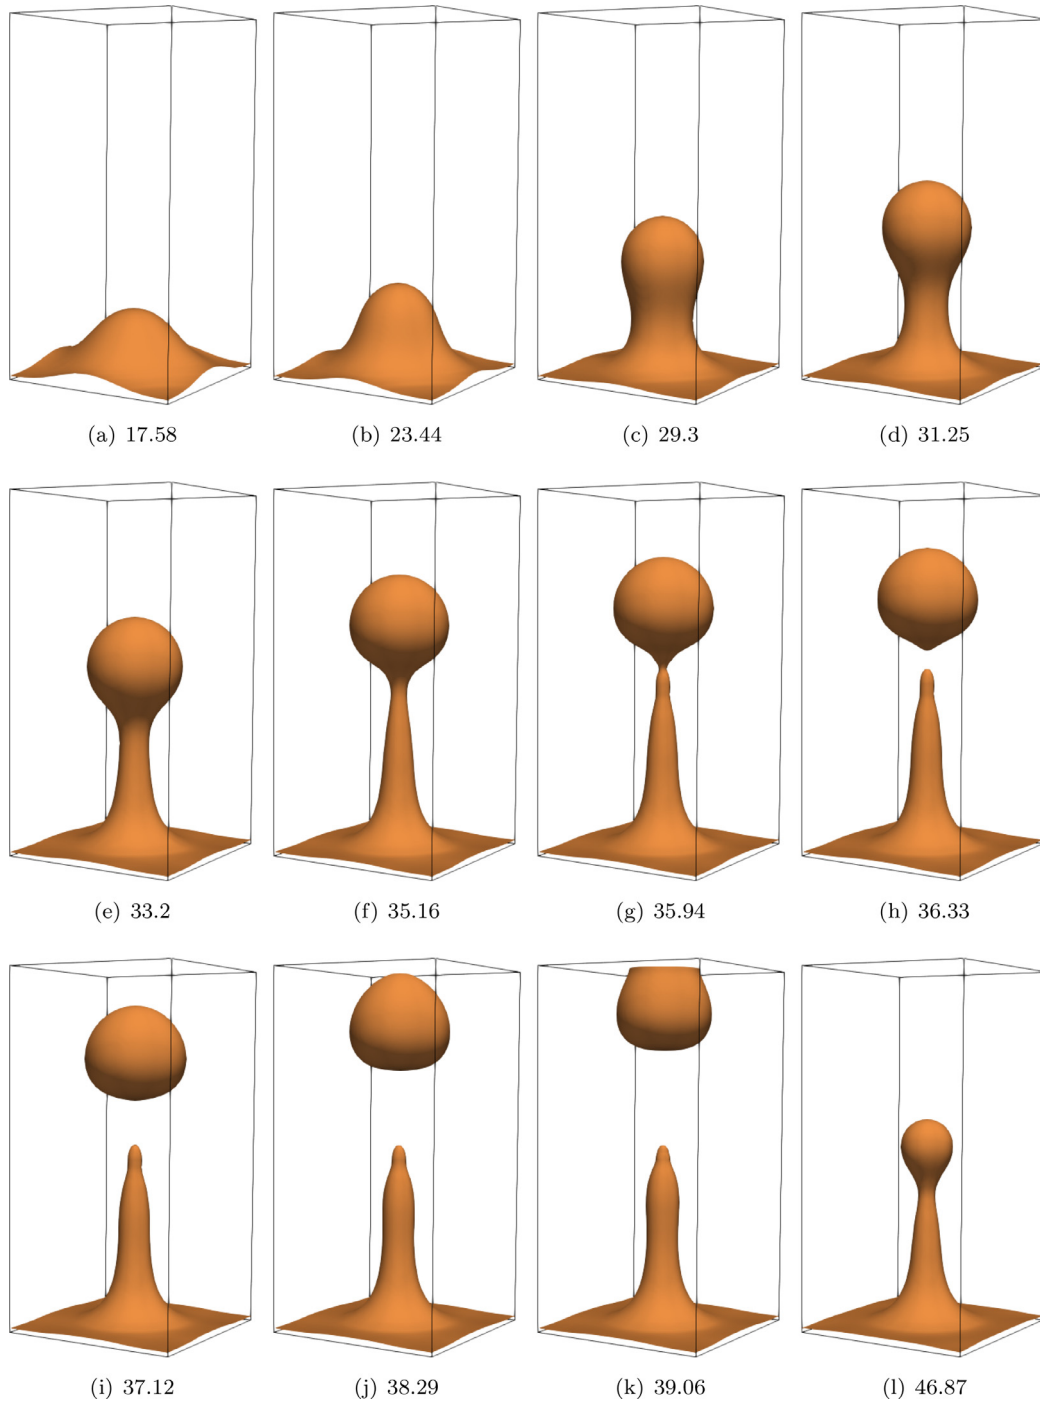 (a) 17.58 (b) 23.44 (c) 29.3 (d) 31.25
(e) 33.2 (f) 35.16 (g) 35.94 (h) 36.33
(i) 37.12 (j) 38.29 (k) 39.06 (l) 46.87